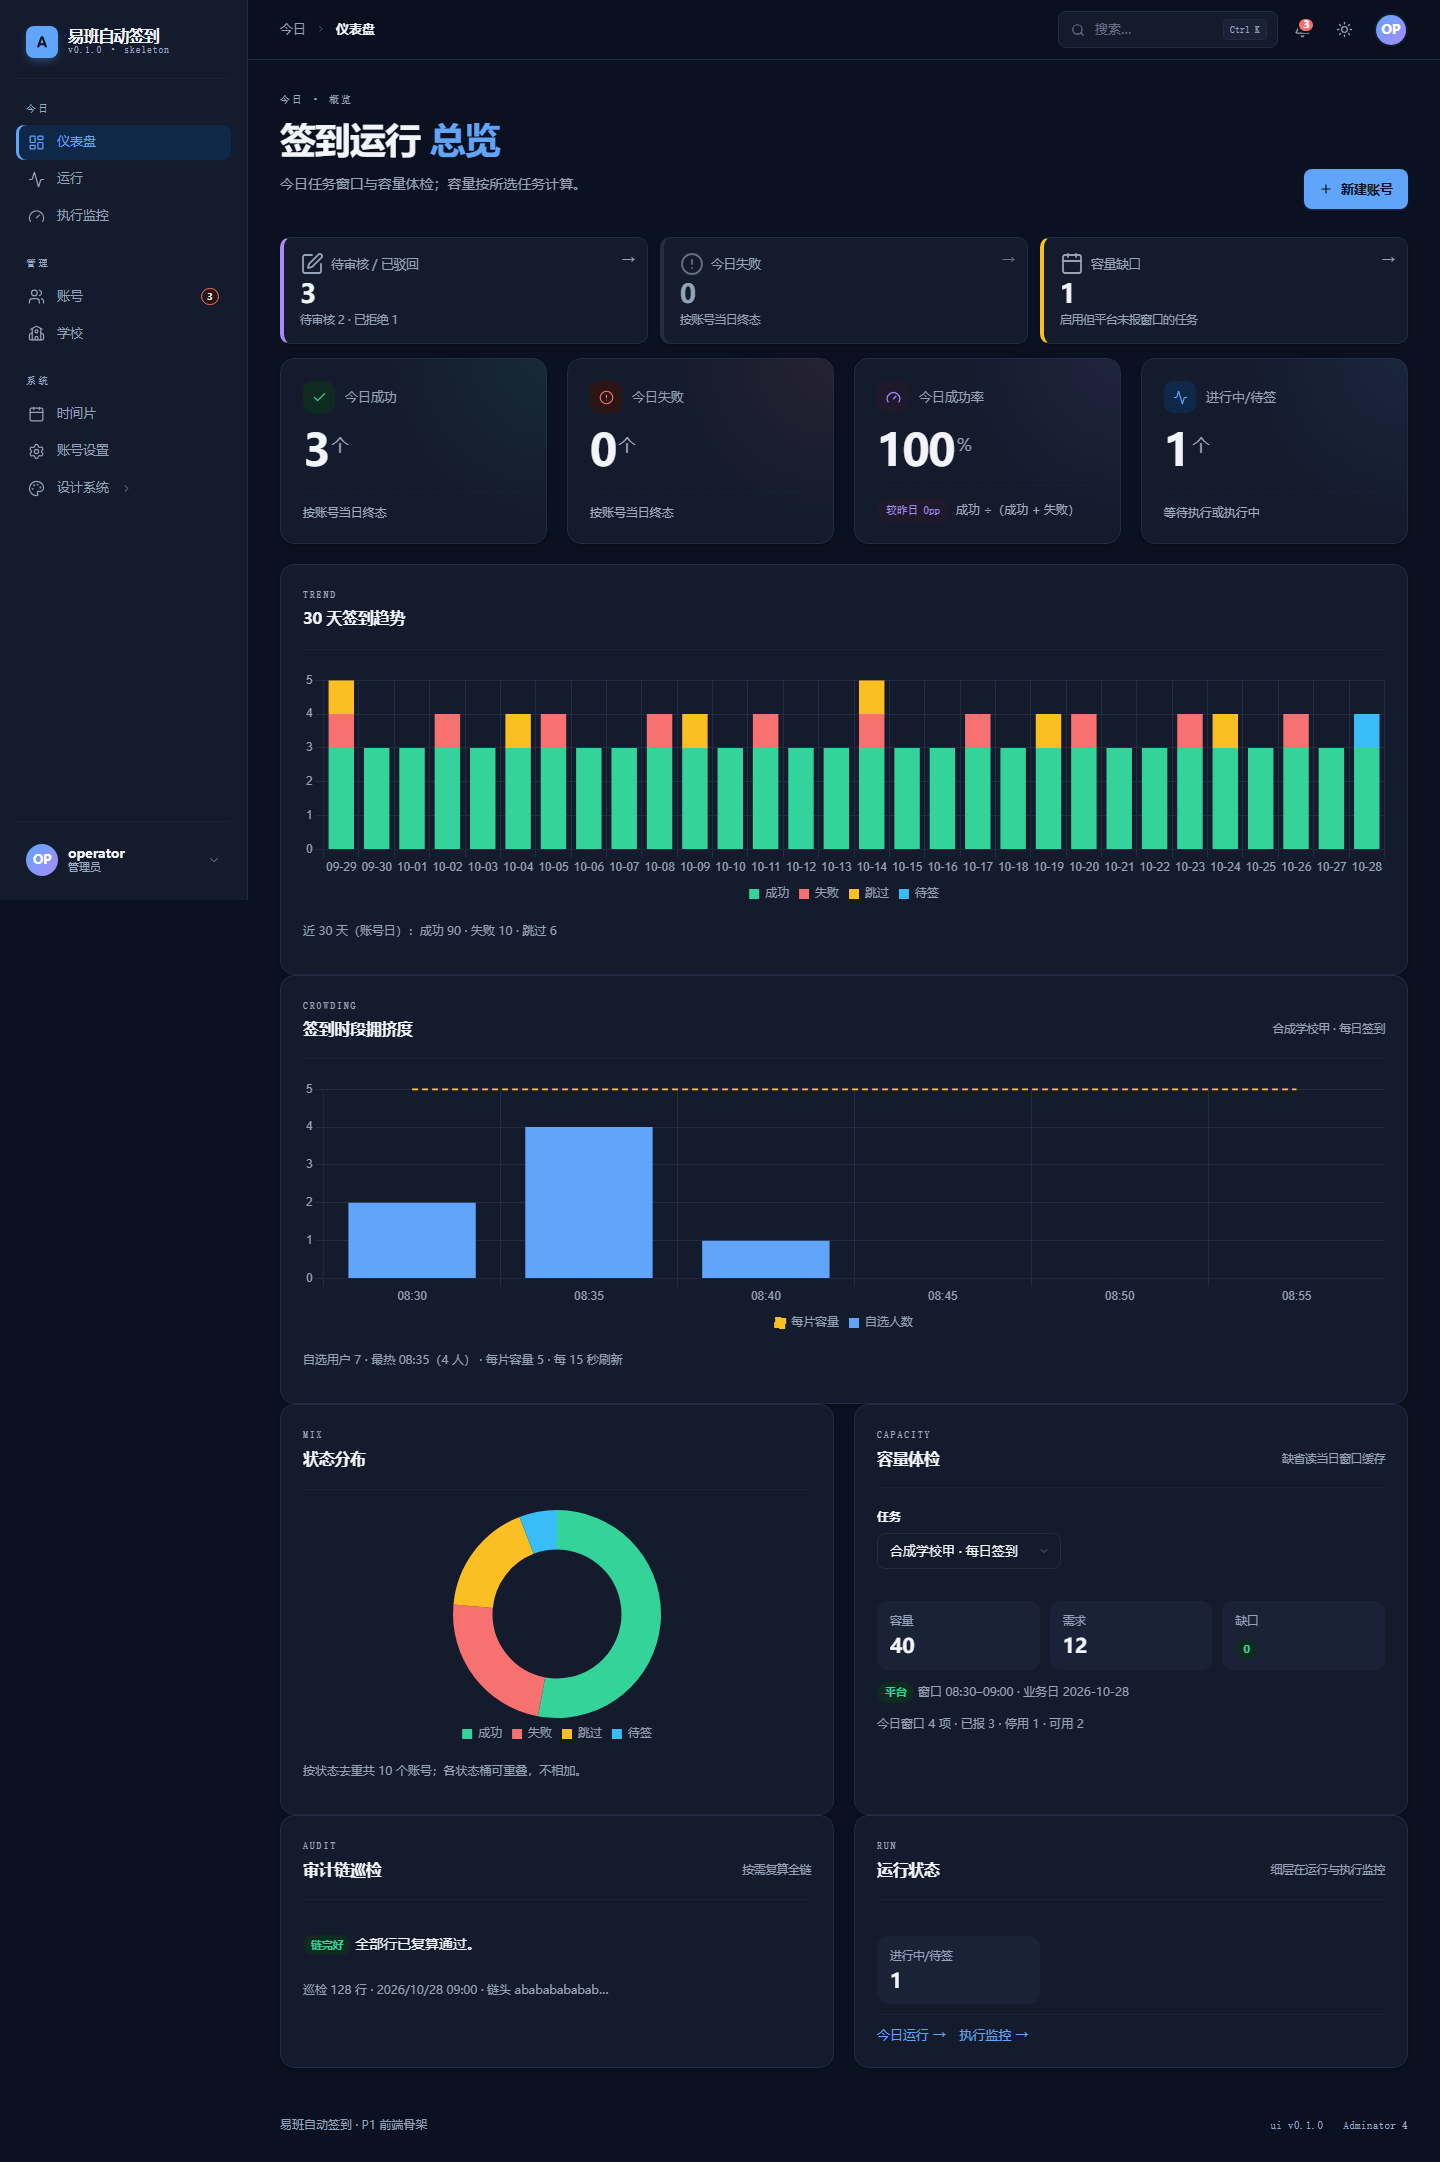 A
易班自动签到
v0.1.0 · skeleton
今日
仪表盘
运行
执行监控
管理
账号
3
学校
系统
时间片
账号设置
设计系统
OP
operator
管理员
今日
仪表盘
搜索...
Ctrl K
3
OP
今日 · 概览
签到运行 总览
今日任务窗口与容量体检；容量按所选任务计算。
+ 新建账号
待审核 / 已驳回
→
3
待审核 2 · 已拒绝 1
今日失败
→
0
按账号当日终态
容量缺口
→
1
启用但平台未报窗口的任务
今日成功
3个
按账号当日终态
今日失败
0个
按账号当日终态
今日成功率
100%
较昨日 0pp
成功 ÷（成功 + 失败）
进行中/待签
1个
等待执行或执行中
TREND
30 天签到趋势
5
4
3
2
1
0
09-29 09-30 10-01 10-02 10-03 10-04 10-05 10-06 10-07 10-08 10-09 10-10 10-11 10-12 10-13 10-14 10-15 10-16 10-17 10-18 10-19 10-20 10-21 10-22 10-23 10-24 10-25 10-26 10-27 10-28
成功 失败 跳过 待签
近 30 天（账号日）：成功 90 · 失败 10 · 跳过 6
CROWDING
签到时段拥挤度
合成学校甲 · 每日签到
5
4
3
2
1
0
08:30 08:35 08:40 08:45 08:50 08:55
每片容量 自选人数
自选用户 7 · 最热 08:35（4 人） · 每片容量 5 · 每 15 秒刷新
MIX
状态分布
成功 失败 跳过 待签
按状态去重共 10 个账号；各状态桶可重叠，不相加。
CAPACITY
容量体检
缺省读当日窗口缓存
任务
合成学校甲 · 每日签到
容量
40
需求
12
缺口
0
平台 窗口 08:30–09:00 · 业务日 2026-10-28
今日窗口 4 项 · 已报 3 · 停用 1 · 可用 2
AUDIT
审计链巡检
按需复算全链
链完好 全部行已复算通过。
巡检 128 行 · 2026/10/28 09:00 · 链头 abababababab...
RUN
运行状态
细层在运行与执行监控
进行中/待签
1
今日运行 → 执行监控 →
易班自动签到 · P1 前端骨架
ui v0.1.0 Adminator 4